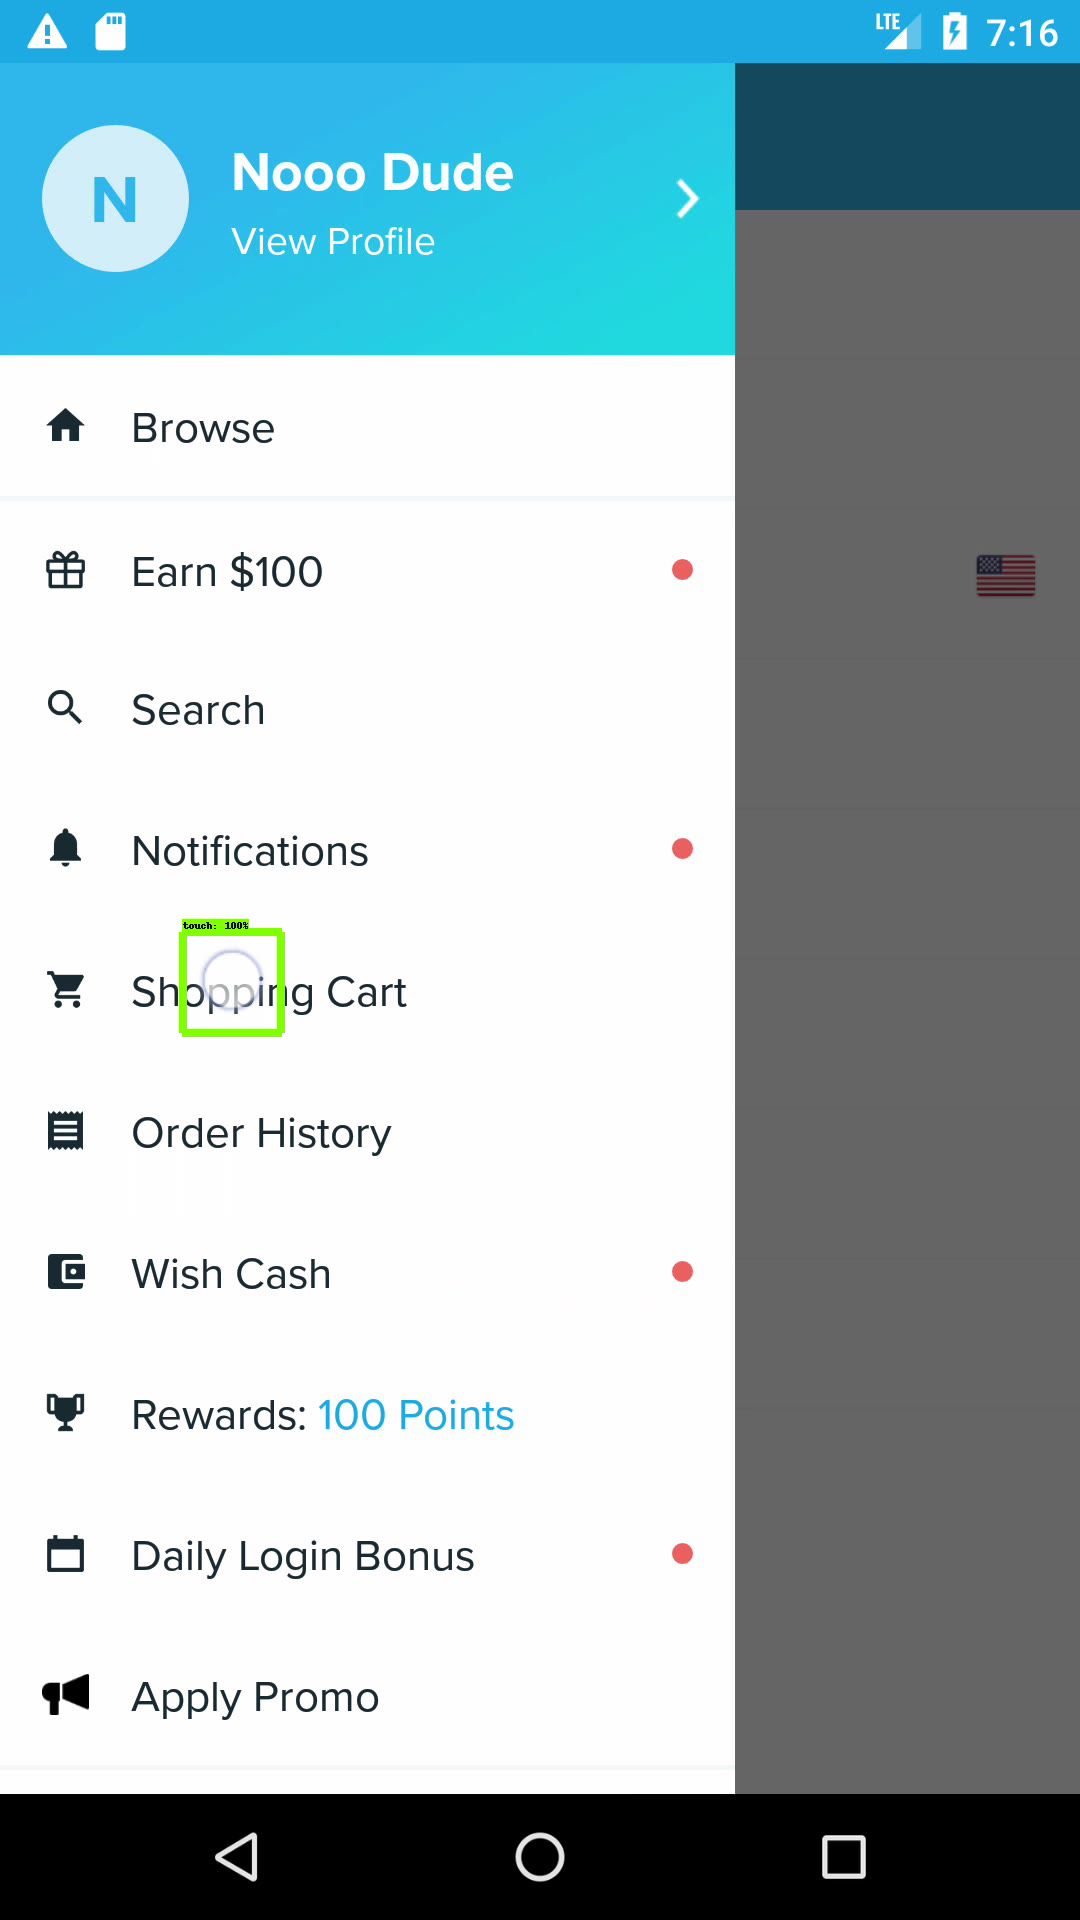 LTE 7:16
N
Nooo Dude
View Profile
Browse
Earn $100
Search
Notifications
touch: 100%
Shopping Cart
Order History
Wish Cash
Rewards: 100 Points
Daily Login Bonus
Apply Promo